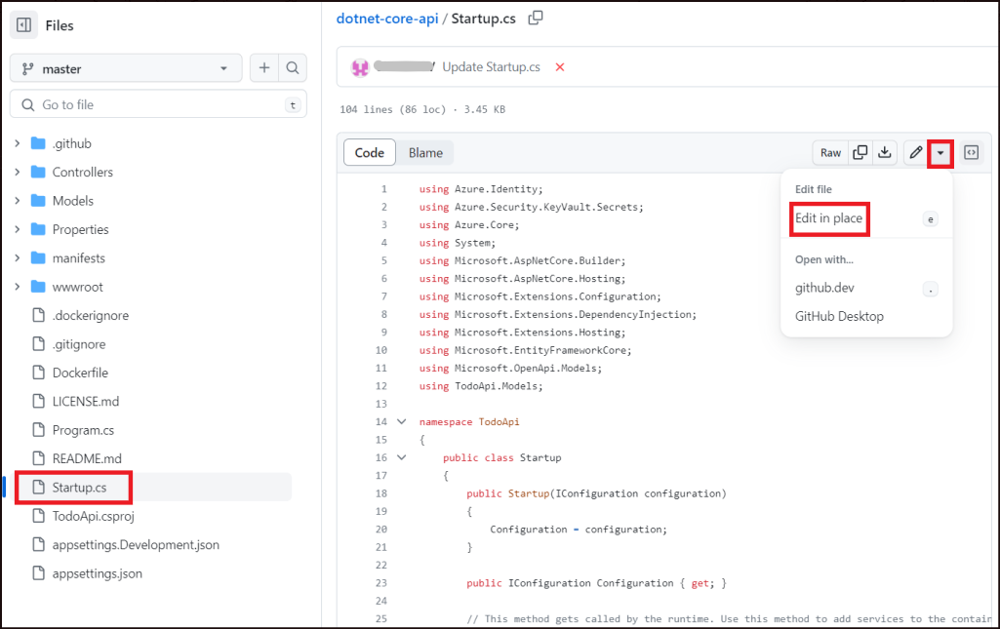 Files
master
Go to file
t
.github
Controllers
Models
Properties
manifests
wwwroot
.dockerignore
.gitignore
Dockerfile
LICENSE.md
Program.cs
README.md
Startup.cs
TodoApi.csproj
appsettings.Development.json
appsettings.json
dotnet-core-api / Startup.cs
Update Startup.cs
104 lines (86 loc) · 3.45 KB
Code Blame Raw
Edit file
Edit in place e
Open with...
github.dev .
GitHub Desktop
1 using Azure.Identity;
2 using Azure.Security.KeyVault.Secrets;
3 using Azure.Core;
4 using System;
5 using Microsoft.AspNetCore.Builder;
6 using Microsoft.AspNetCore.Hosting;
7 using Microsoft.Extensions.Configuration;
8 using Microsoft.Extensions.DependencyInjection;
9 using Microsoft.Extensions.Hosting;
10 using Microsoft.EntityFrameworkCore;
11 using Microsoft.OpenApi.Models;
12 using TodoApi.Models;
13
14 namespace TodoApi
15 {
16 public class Startup
17 {
18 public Startup(IConfiguration configuration)
19 {
20 Configuration = configuration;
21 }
22
23 public IConfiguration Configuration { get; }
24
25 // This method gets called by the runtime. Use this method to add services to the contain